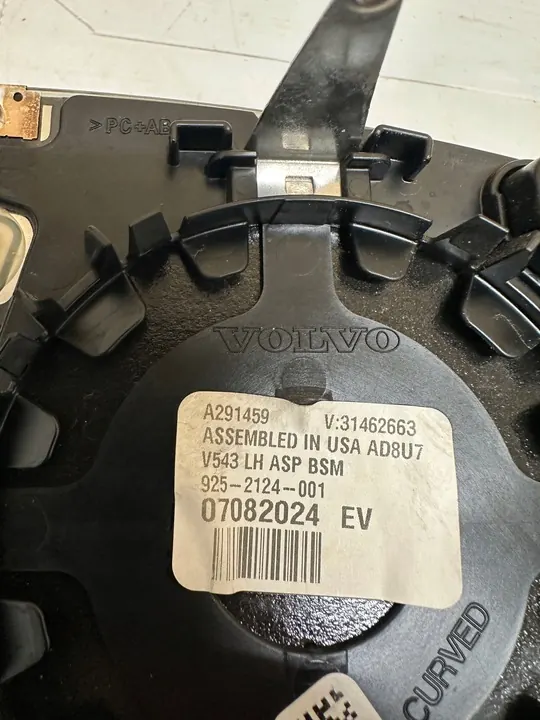 >PC+AB
VOLVO
A291459 V:31462663
ASSEMBLED IN USA AD8U7
V543 LH ASP BSM
925-2124-001
07082024 EV
CURVED